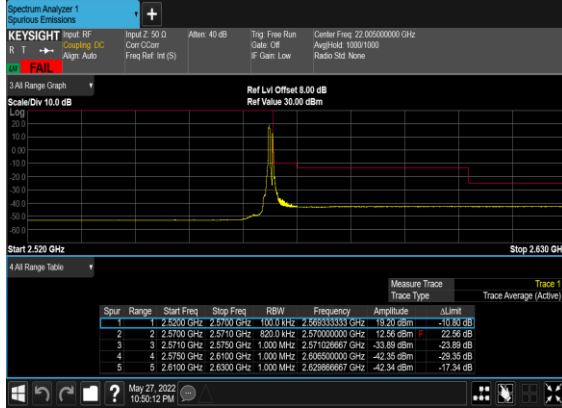 Spectrum Analyzer 1
Spurious Emissions
+
KEYSIGHT Input: RF Input Z: 50 Ω Atten: 40 dB Trig: Free Run Center Freq: 22.005000000 GHz
R T Coupling: DC Corr CCorr Gate: Off Avg|Hold: 1000/1000
Align: Auto Freq Ref: Int (S) IF Gain: Low Radio Std: None
FAIL
3 All Range Graph
Ref Lvl Offset 8.00 dB
Scale/Div 10.0 dB Ref Value 30.00 dBm
Log
20.0
10.0
0.00
-10.0
-20.0
-30.0
-40.0
-50.0
-60.0
Start 2.520 GHz Stop 2.630 GH
4 All Range Table
Measure Trace Trace 1
Trace Type Trace Average (Active)
Spur Range Start Freq Stop Freq RBW Frequency Amplitude ΔLimit
1 1 2.5200 GHz 2.5700 GHz 100.0 kHz 2.569333333 GHz 19.20 dBm -10.80 dB
2 2 2.5700 GHz 2.5710 GHz 820.0 kHz 2.570000000 GHz 12.56 dBm F 22.56 dB
3 3 2.5710 GHz 2.5750 GHz 1.000 MHz 2.571026667 GHz -33.89 dBm -23.89 dB
4 4 2.5750 GHz 2.6100 GHz 1.000 MHz 2.606500000 GHz -42.35 dBm -29.35 dB
5 5 2.6100 GHz 2.6300 GHz 1.000 MHz 2.629866667 GHz -42.34 dBm -17.34 dB
? May 27, 2022
10:50:12 PM